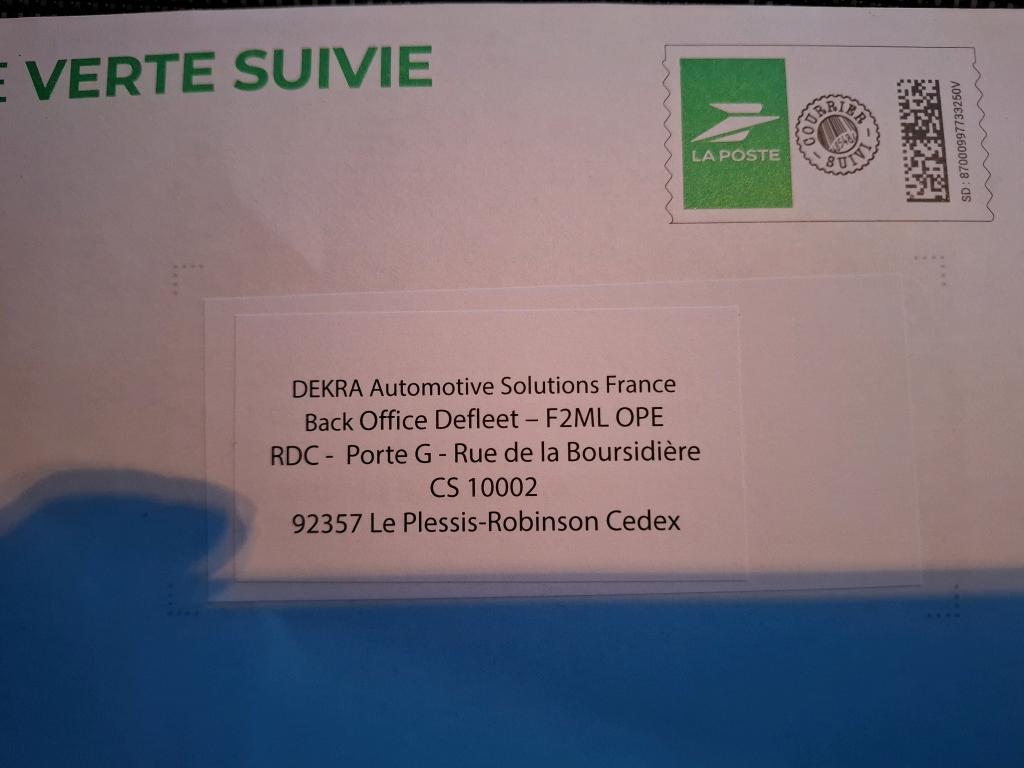 E VERTE SUIVIE
LA POSTE
COURRIER
SUIVI
SD : 87000997733250V
DEKRA Automotive Solutions France
Back Office Defleet – F2ML OPE
RDC - Porte G - Rue de la Boursidière
CS 10002
92357 Le Plessis-Robinson Cedex